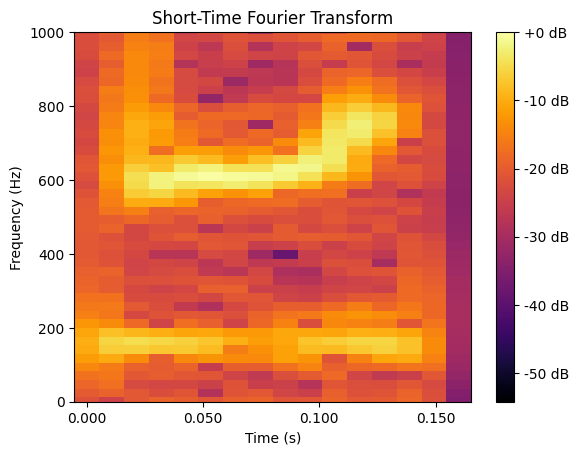 Short-Time Fourier Transform
1000
800
600
400
200
0
Frequency (Hz)
0.000
0.050
0.100
0.150
Time (s)
+0 dB
-10 dB
-20 dB
-30 dB
-40 dB
-50 dB